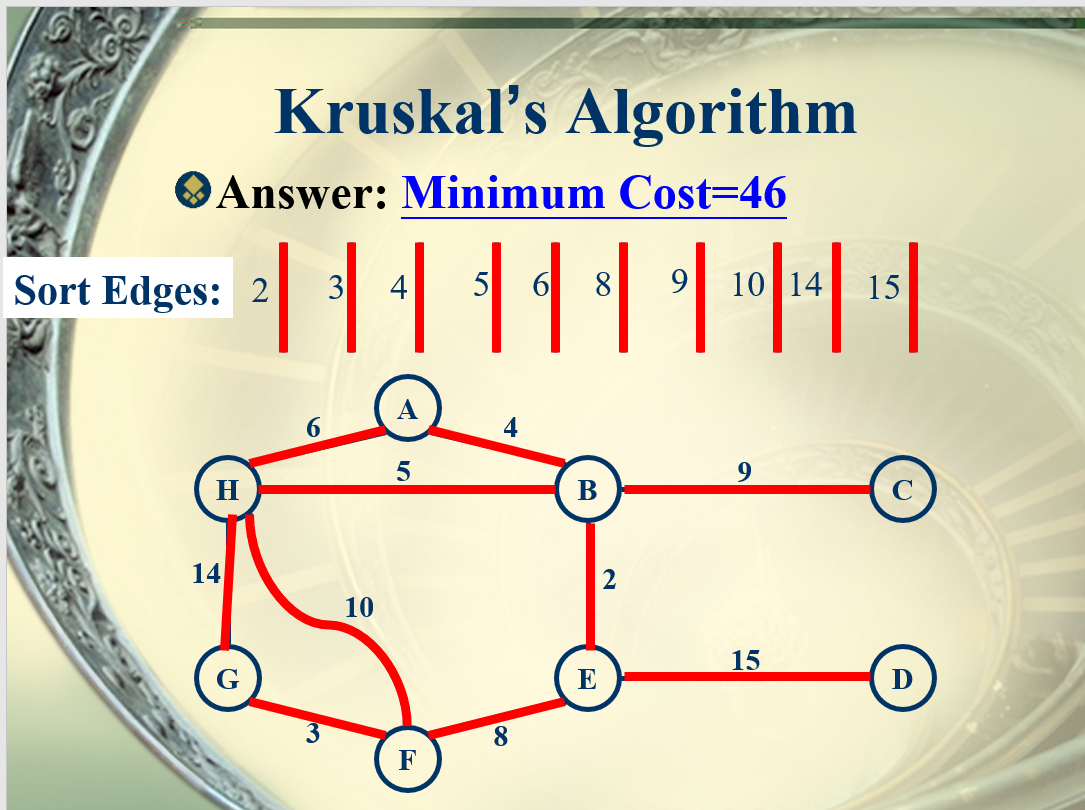 Kruskal’s Algorithm
Answer: Minimum Cost=46
Sort Edges: 2 3 4 5 6 8 9 10 14 15
A
6 4
H 5 B 9 C
14 10 2
G E 15 D
3 F 8